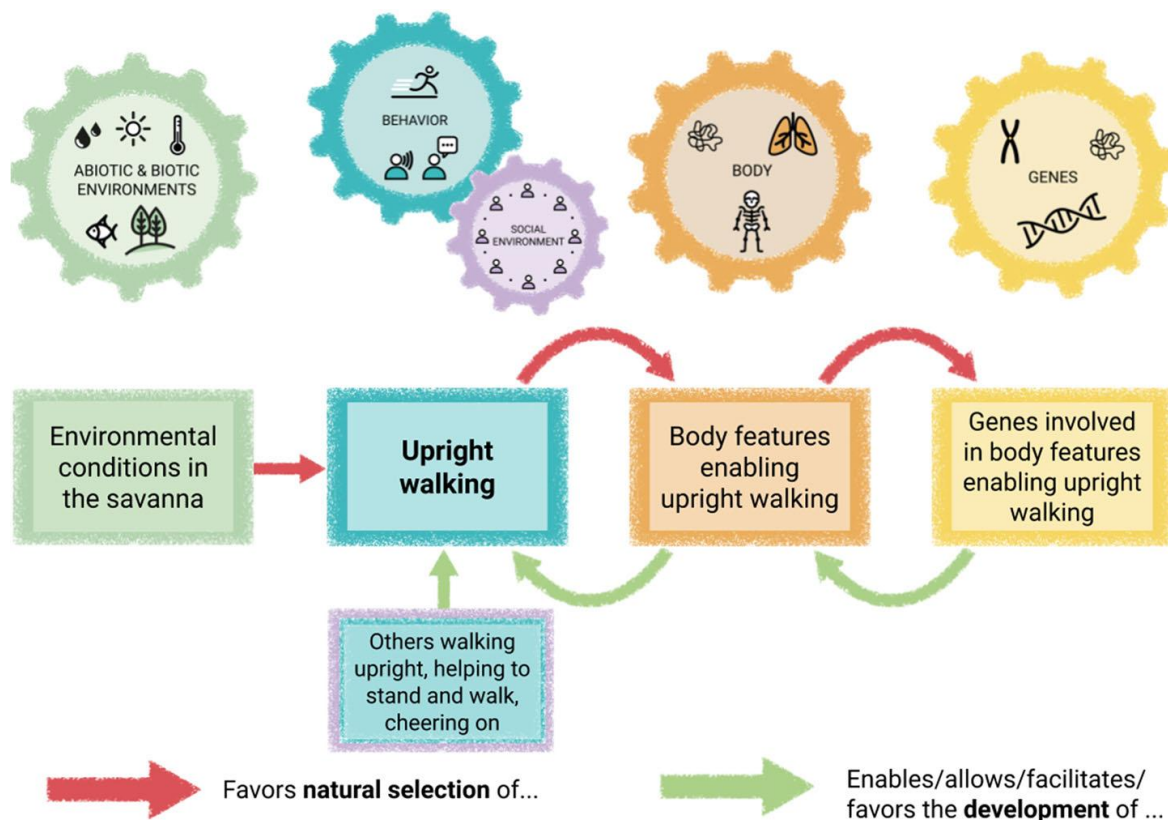 ABIOTIC & BIOTIC
ENVIRONMENTS
BEHAVIOR
SOCIAL
ENVIRONMENT
BODY
GENES
Environmental
conditions in
the savanna
Upright
walking
Body features
enabling
upright walking
Genes involved
in body features
enabling upright
walking
Others walking
upright, helping to
stand and walk,
cheering on
Favors natural selection of...
Enables/allows/facilitates/
favors the development of ...